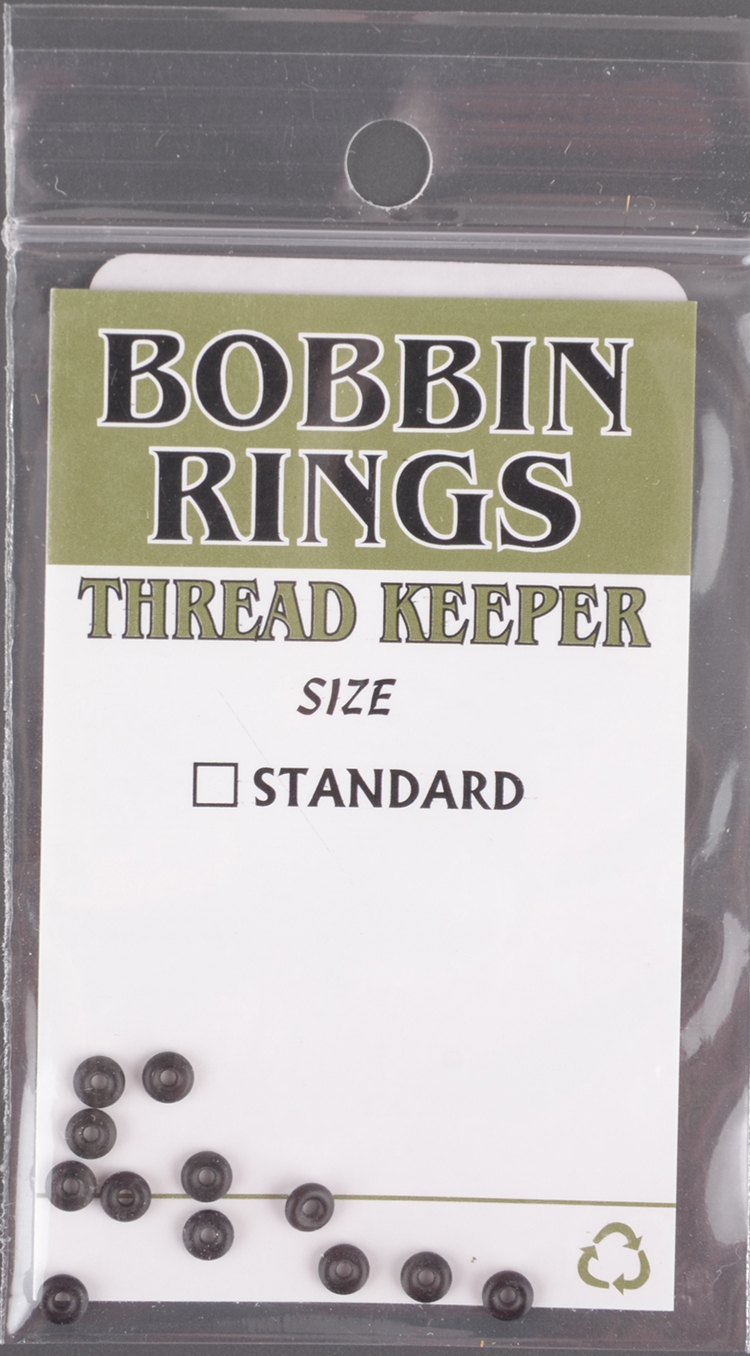 BOBBIN
RINGS
THREAD KEEPER
SIZE
STANDARD